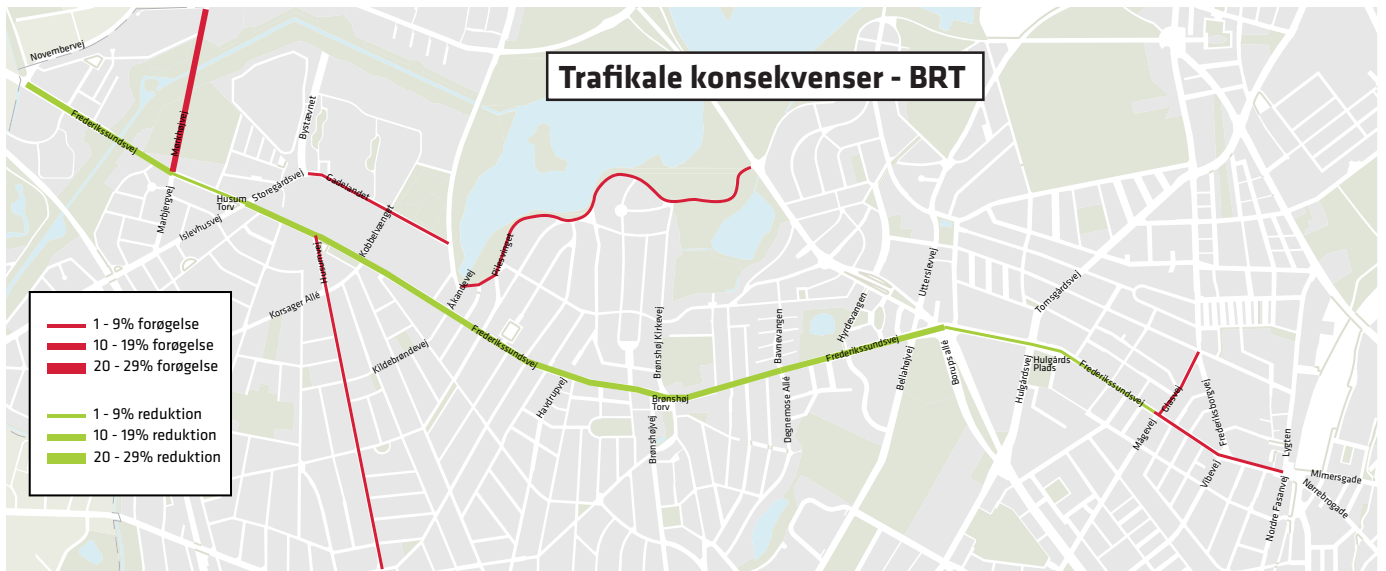 Trafikale konsekvenser - BRT
Novembervej
Frederikssundsvej
Mørkhøjvej
Bystævnet
Marbjergvej
Islevhusvej
Husum
Torv
Storegårdsvej
Gadelandet
Kobbelvænget
Husumvej
Korsager Allé
Kildebrøndevej
Åkandevej
Pilesvinget
Frederikssundsvej
Havdrupvej
Brønshøj Kirkevej
Brønshøj
Torv
Brønshøjvej
Degnemose Allé
Bavnevangen
Hyrdevangen
Frederikssundsvej
Bellahøjvej
Utterslevvej
Borups allé
Tomsgårdsvej
Hulgårdsvej
Hulgårds
Plads
Frederikssundsvej
Glasvej
Mågevej
Frederiksborgvej
Vibevej
Lygten
Mimersgade
Nørrebrogade
Nordre Fasanvej
1 - 9% forøgelse
10 - 19% forøgelse
20 - 29% forøgelse
1 - 9% reduktion
10 - 19% reduktion
20 - 29% reduktion